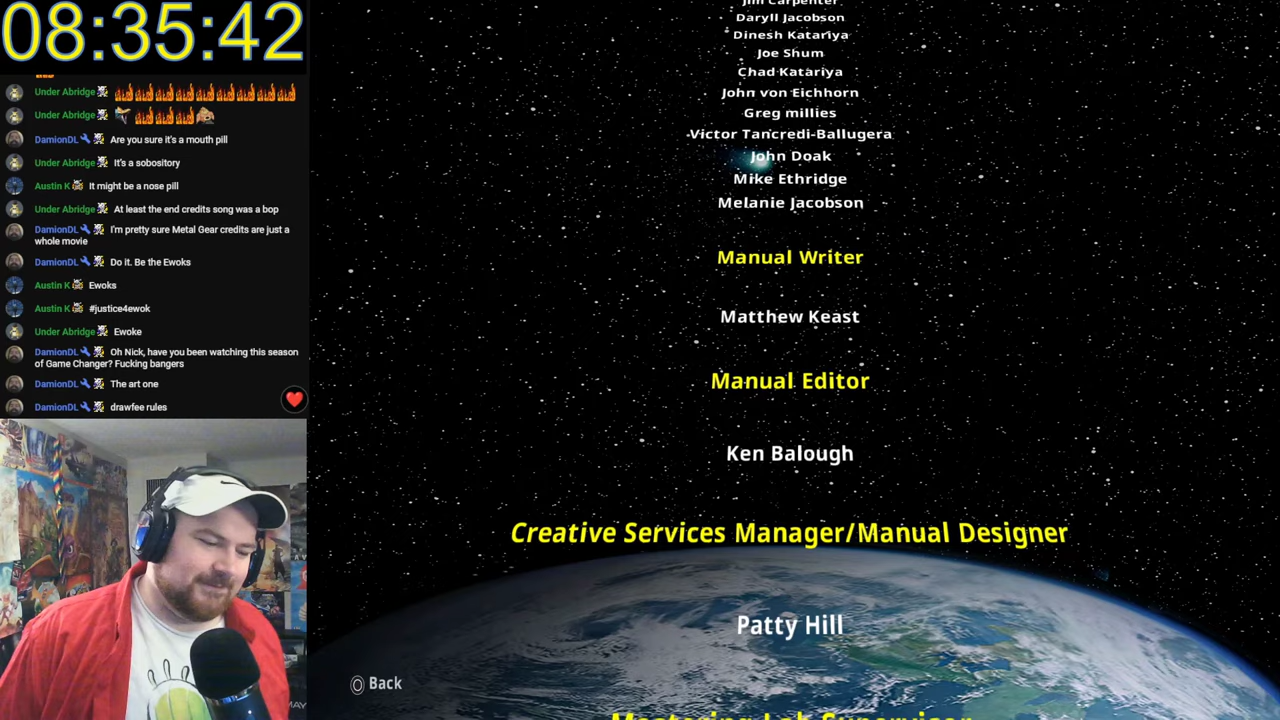 08:35:42
Under Abridge
Under Abridge
DamionDL Are you sure it's a mouth pill
Under Abridge It's a sobository
Austin K It might be a nose pill
Under Abridge At least the end credits song was a bop
DamionDL I'm pretty sure Metal Gear credits are just a
whole movie
DamionDL Do it. Be the Ewoks
Austin K Ewoks
Austin K #justice4ewok
Under Abridge Ewoke
DamionDL Oh Nick, have you been watching this season
of Game Changer? Fucking bangers
DamionDL The art one
DamionDL drawfee rules
Jim Carpenter
Daryll Jacobson
Dinesh Katariya
Joe Shum
Chad Katariya
John von Eichhorn
Greg millies
Victor Tancredi-Ballugera
John Doak
Mike Ethridge
Melanie Jacobson
Manual Writer
Matthew Keast
Manual Editor
Ken Balough
Creative Services Manager/Manual Designer
Patty Hill
Mastering Lab Supervisor
Back